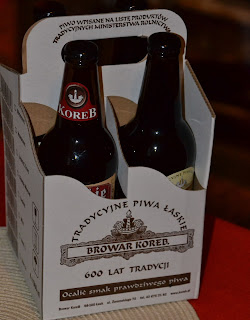 PIWO WPISANE NA LISTĘ PRODUKTÓW
TRADYCYJNYCH MINISTERSTWA ROLNICTWA
KOREB
TRADYCYJNE PIWA ŁASKIE
BROWAR KOREB
600 LAT TRADYCJI
Ocalić smak prawdziwego piwa